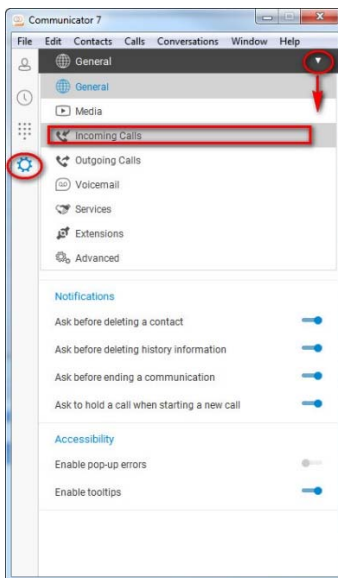 Communicator 7
File Edit Contacts Calls Conversations Window Help
General
General
Media
Incoming Calls
Outgoing Calls
Voicemail
Services
Extensions
Advanced
Notifications
Ask before deleting a contact
Ask before deleting history information
Ask before ending a communication
Ask to hold a call when starting a new call
Accessibility
Enable pop-up errors
Enable tooltips